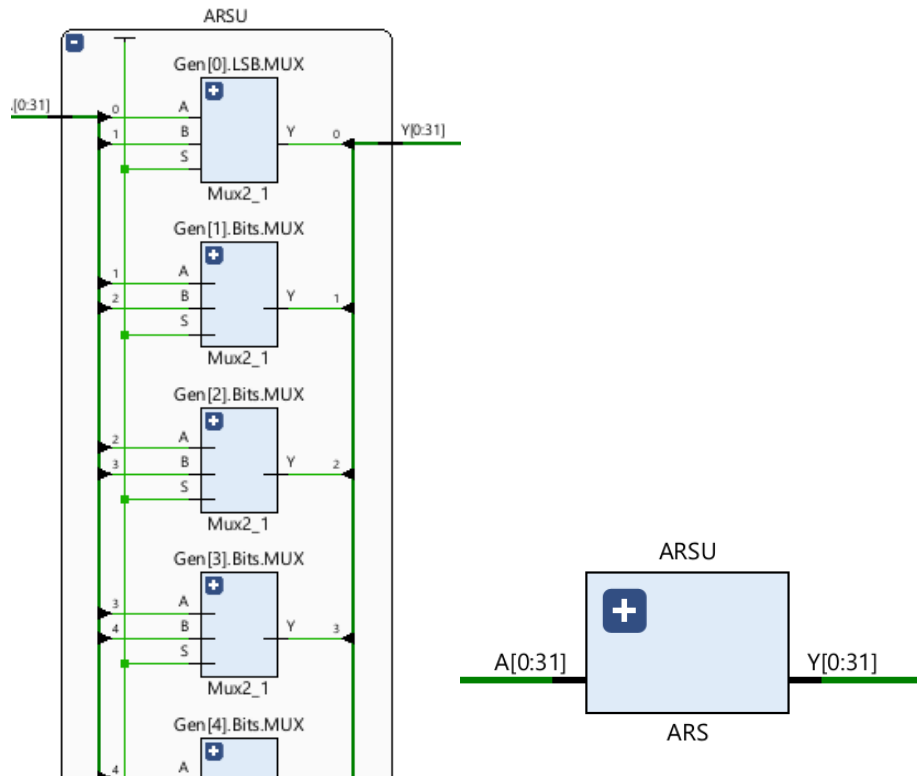 ARSU
Gen[0].LSB.MUX
.[0:31]
0
A
1
B
Y
0
Y[0:31]
S
Mux2_1
Gen[1].Bits.MUX
1
A
2
B
Y
1
S
Mux2_1
Gen[2].Bits.MUX
2
A
3
B
Y
2
S
Mux2_1
Gen[3].Bits.MUX
3
A
4
B
Y
3
S
Mux2_1
Gen[4].Bits.MUX
4
A
ARSU
A[0:31]
Y[0:31]
ARS